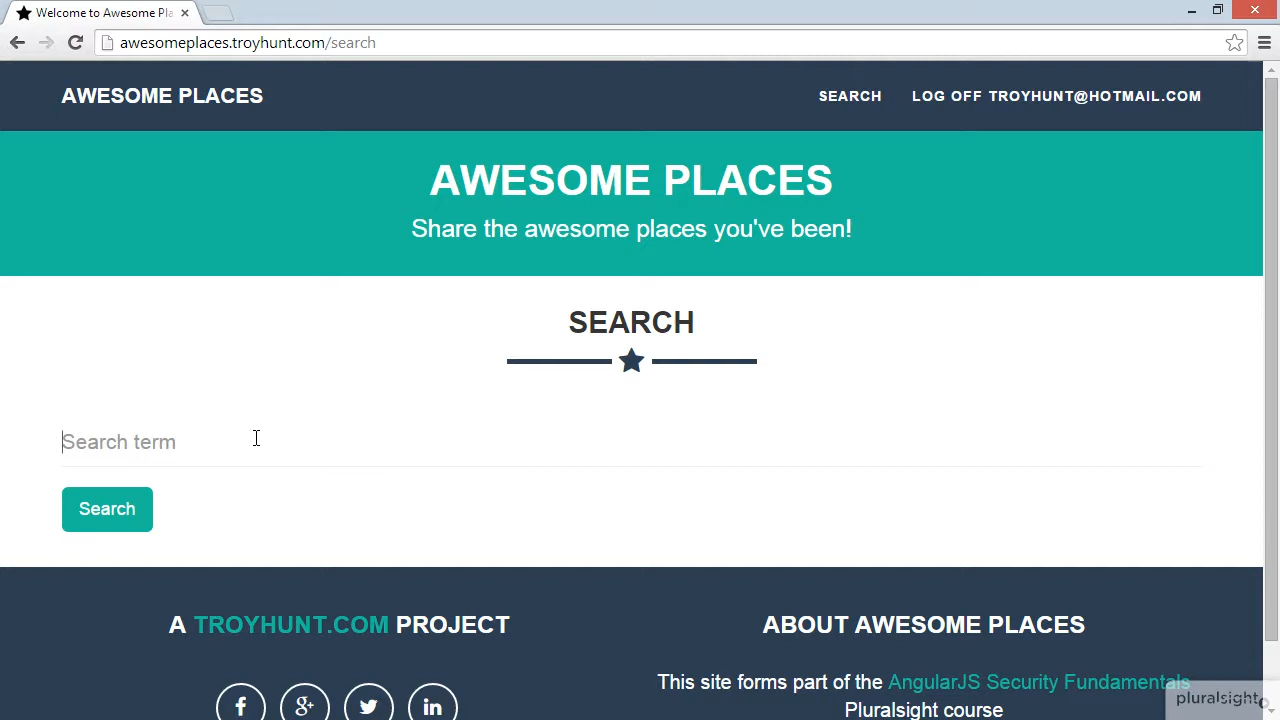 Welcome to Awesome Pla
awesomeplaces.troyhunt.com/search
AWESOME PLACES
SEARCH
LOG OFF TROYHUNT@HOTMAIL.COM
AWESOME PLACES
Share the awesome places you've been!
SEARCH
Search term
Search
A TROYHUNT.COM PROJECT
ABOUT AWESOME PLACES
This site forms part of the AngularJS Security Fundamentals
Pluralsight course
pluralsight